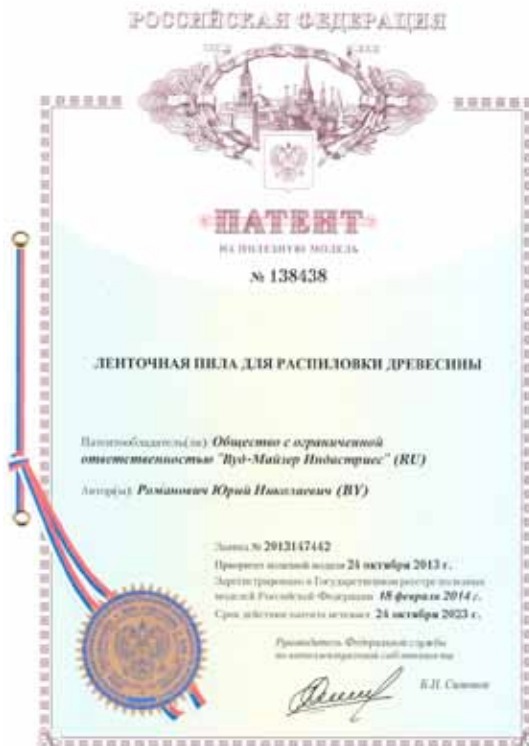 РОССИЙСКАЯ ФЕДЕРАЦИЯ
ПАТЕНТ
НА ПОЛЕЗНУЮ МОДЕЛЬ
№ 138438
ЛЕНТОЧНАЯ ПИЛА ДЛЯ РАСПИЛОВКИ ДРЕВЕСИНЫ
Патентообладатель(ли): Общество с ограниченной
ответственностью "Вуд-Майзер Индастриес" (RU)
Автор(ы): Романович Юрий Николаевич (BY)
Заявка № 2013147442
Приоритет полезной модели 24 октября 2013 г.
Зарегистрировано в Государственном реестре полезных
моделей Российской Федерации 18 февраля 2014 г.
Срок действия патента истекает 24 октября 2023 г.
Руководитель Федеральной службы
по интеллектуальной собственности
Б.П. Симонов